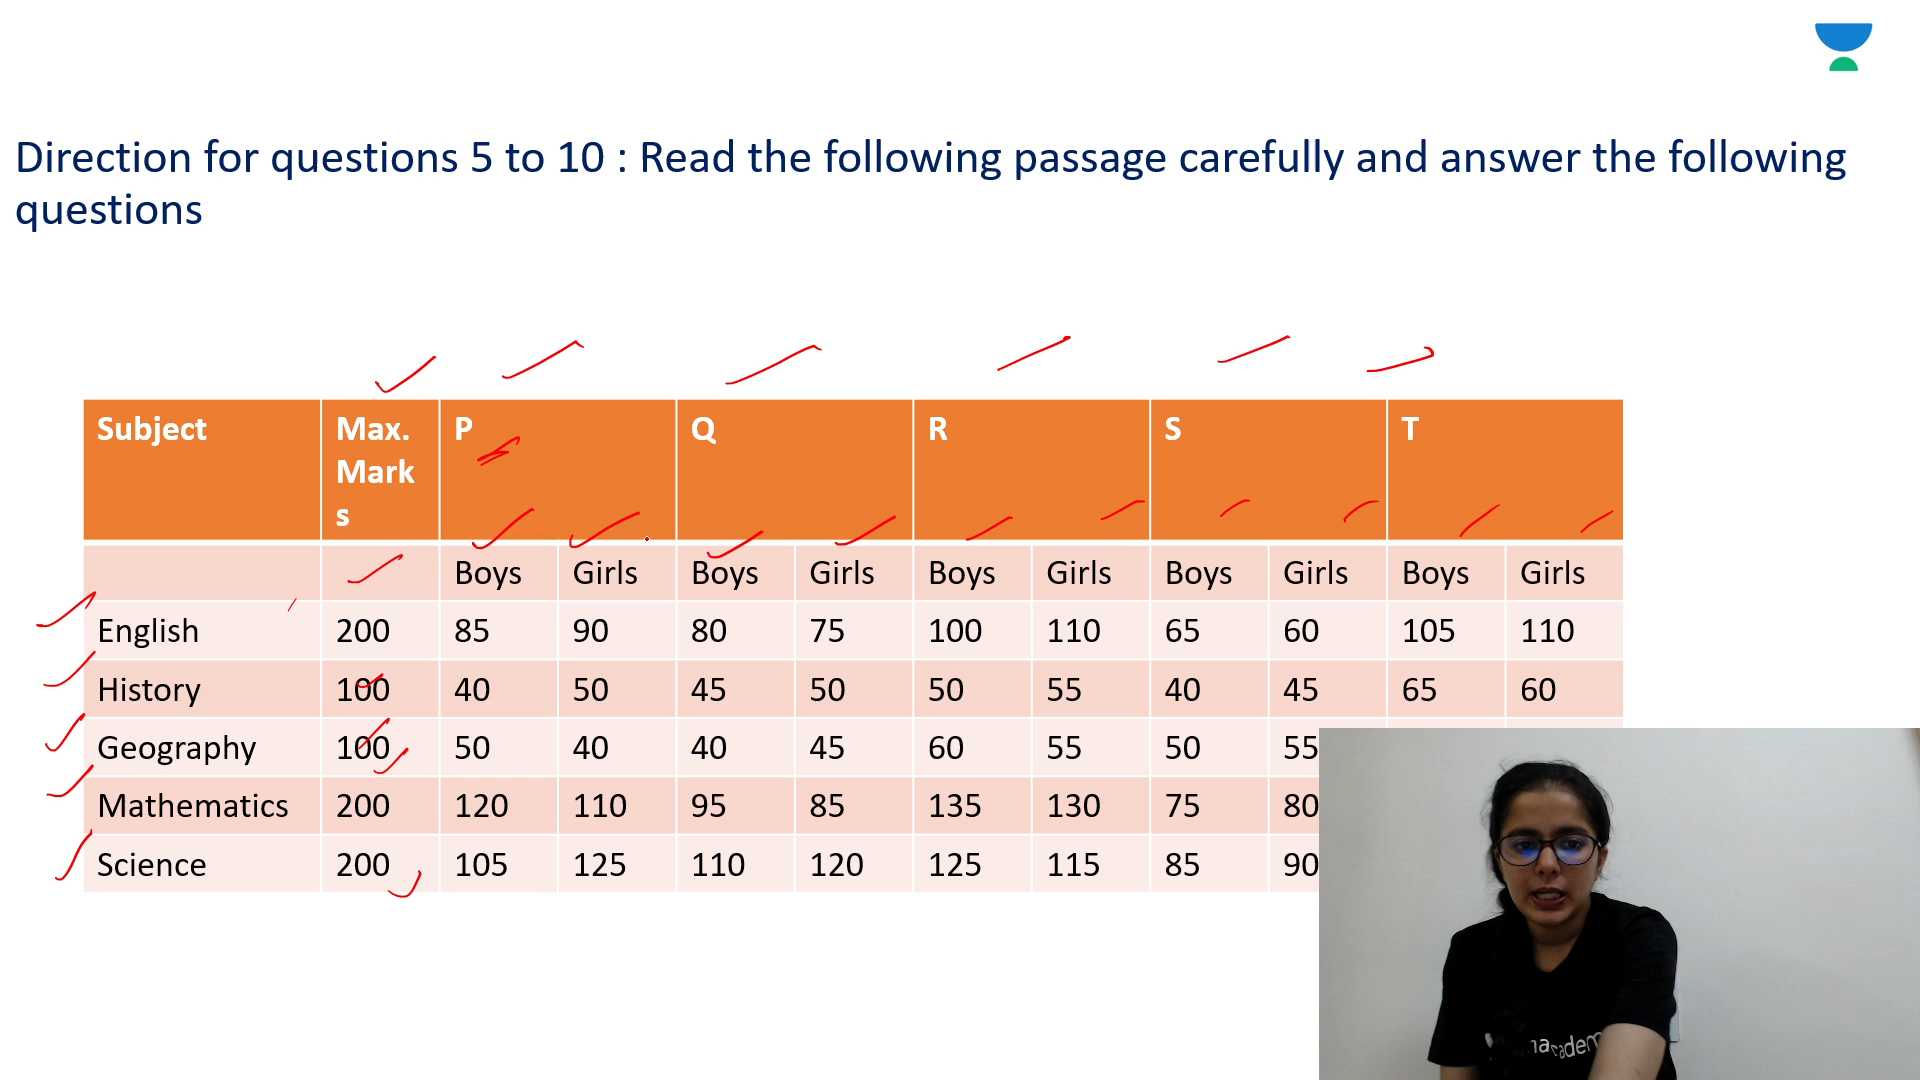 Direction for questions 5 to 10 : Read the following passage carefully and answer the following
questions
Subject Max. Mark s P Q R S T
Boys Girls Boys Girls Boys Girls Boys Girls Boys Girls
English 200 85 90 80 75 100 110 65 60 105 110
History 100 40 50 45 50 50 55 40 45 65 60
Geography 100 50 40 40 45 60 55 50 55
Mathematics 200 120 110 95 85 135 130 75 80
Science 200 105 125 110 120 125 115 85 90